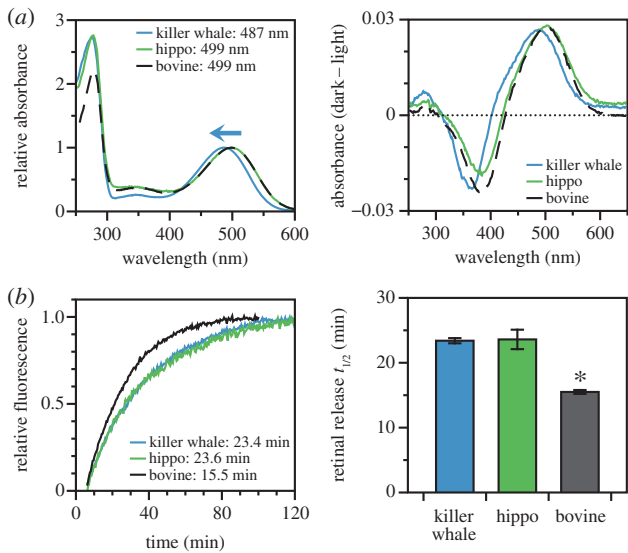 (a)
relative absorbance
3
2
1
0
killer whale: 487 nm
hippo: 499 nm
bovine: 499 nm
300
400
500
600
wavelength (nm)
absorbance (dark – light)
0.03
0
–0.03
killer whale
hippo
bovine
300
400
500
600
wavelength (nm)
(b)
relative fluorescence
1.0
0.5
0
killer whale: 23.4 min
hippo: 23.6 min
bovine: 15.5 min
0
40
80
120
time (min)
retinal release t1/2 (min)
30
20
10
0
*
killer whale
hippo
bovine